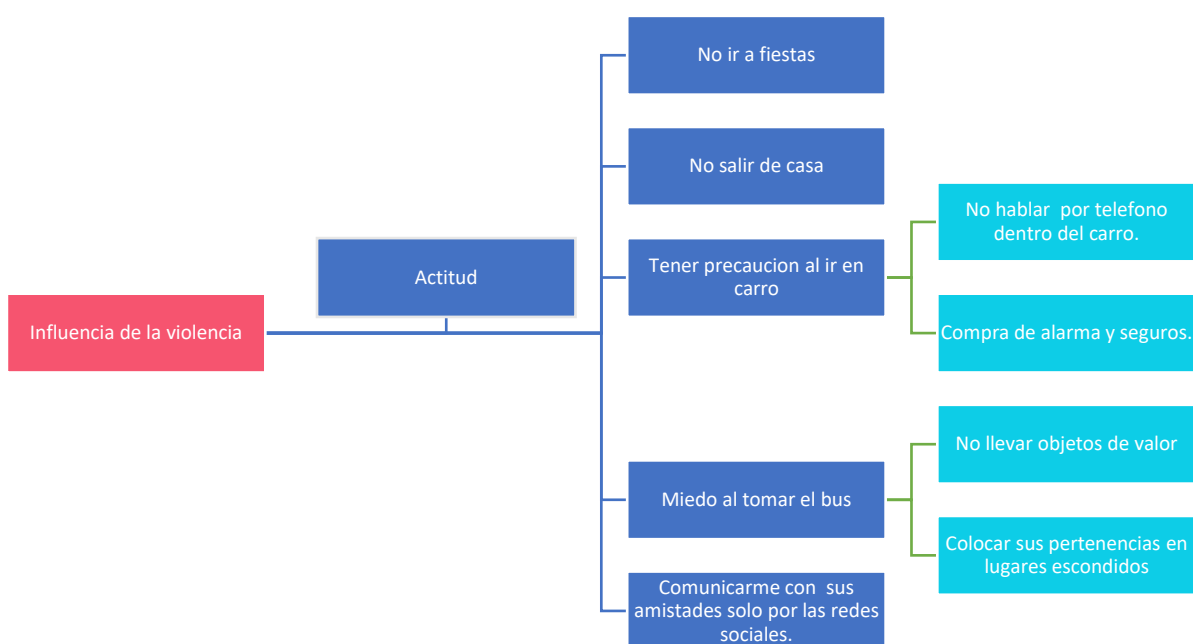 No ir a fiestas
No salir de casa
No hablar por telefono
dentro del carro.
Actitud
Tener precaucion al ir en
carro
Influencia de la violencia
Compra de alarma y seguros.
No llevar objetos de valor
Miedo al tomar el bus
Colocar sus pertenencias en
lugares escondidos
Comunicarme con sus
amistades solo por las redes
sociales.